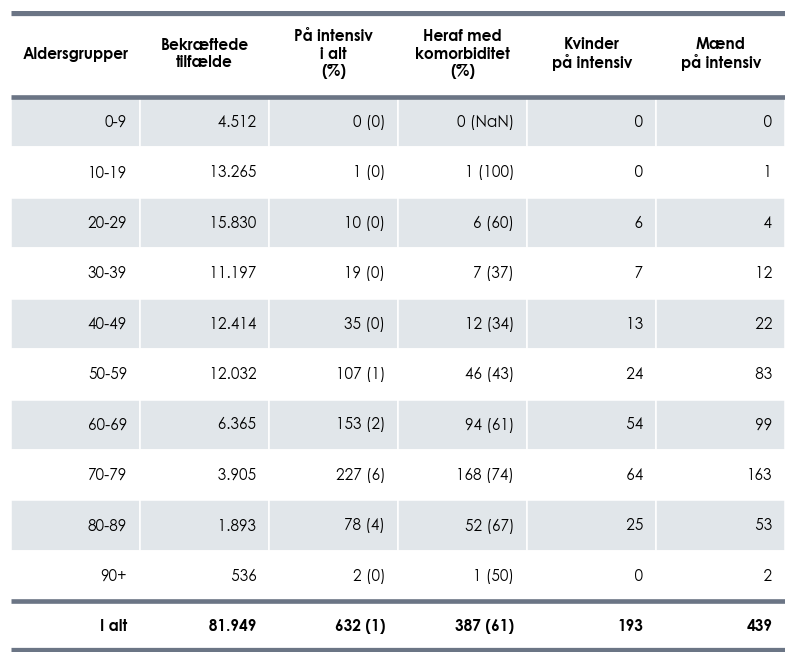 Aldersgrupper Bekræftede tilfælde På intensiv i alt (%) Heraf med komorbiditet (%) Kvinder på intensiv Mænd på intensiv
0-9 4.512 0 (0) 0 (NaN) 0 0
10-19 13.265 1 (0) 1 (100) 0 1
20-29 15.830 10 (0) 6 (60) 6 4
30-39 11.197 19 (0) 7 (37) 7 12
40-49 12.414 35 (0) 12 (34) 13 22
50-59 12.032 107 (1) 46 (43) 24 83
60-69 6.365 153 (2) 94 (61) 54 99
70-79 3.905 227 (6) 168 (74) 64 163
80-89 1.893 78 (4) 52 (67) 25 53
90+ 536 2 (0) 1 (50) 0 2
I alt 81.949 632 (1) 387 (61) 193 439